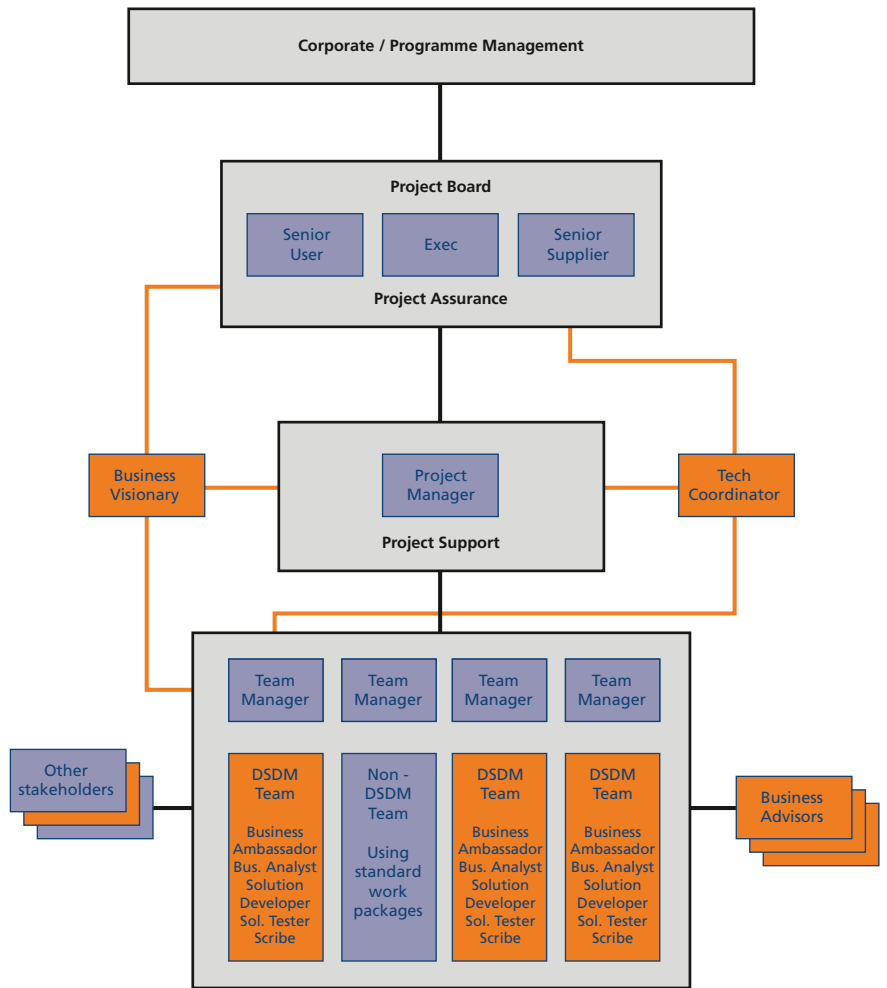 Corporate / Programme Management
Project Board
Senior
User
Exec
Senior
Supplier
Project Assurance
Business
Visionary
Project
Manager
Tech
Coordinator
Project Support
Team
Manager
Team
Manager
Team
Manager
Team
Manager
Other
stakeholders
DSDM
Team
Business
Ambassador
Bus. Analyst
Solution
Developer
Sol. Tester
Scribe
Non -
DSDM
Team
Using
standard
work
packages
DSDM
Team
Business
Ambassador
Bus. Analyst
Solution
Developer
Sol. Tester
Scribe
DSDM
Team
Business
Ambassador
Bus. Analyst
Solution
Developer
Sol. Tester
Scribe
Business
Advisors